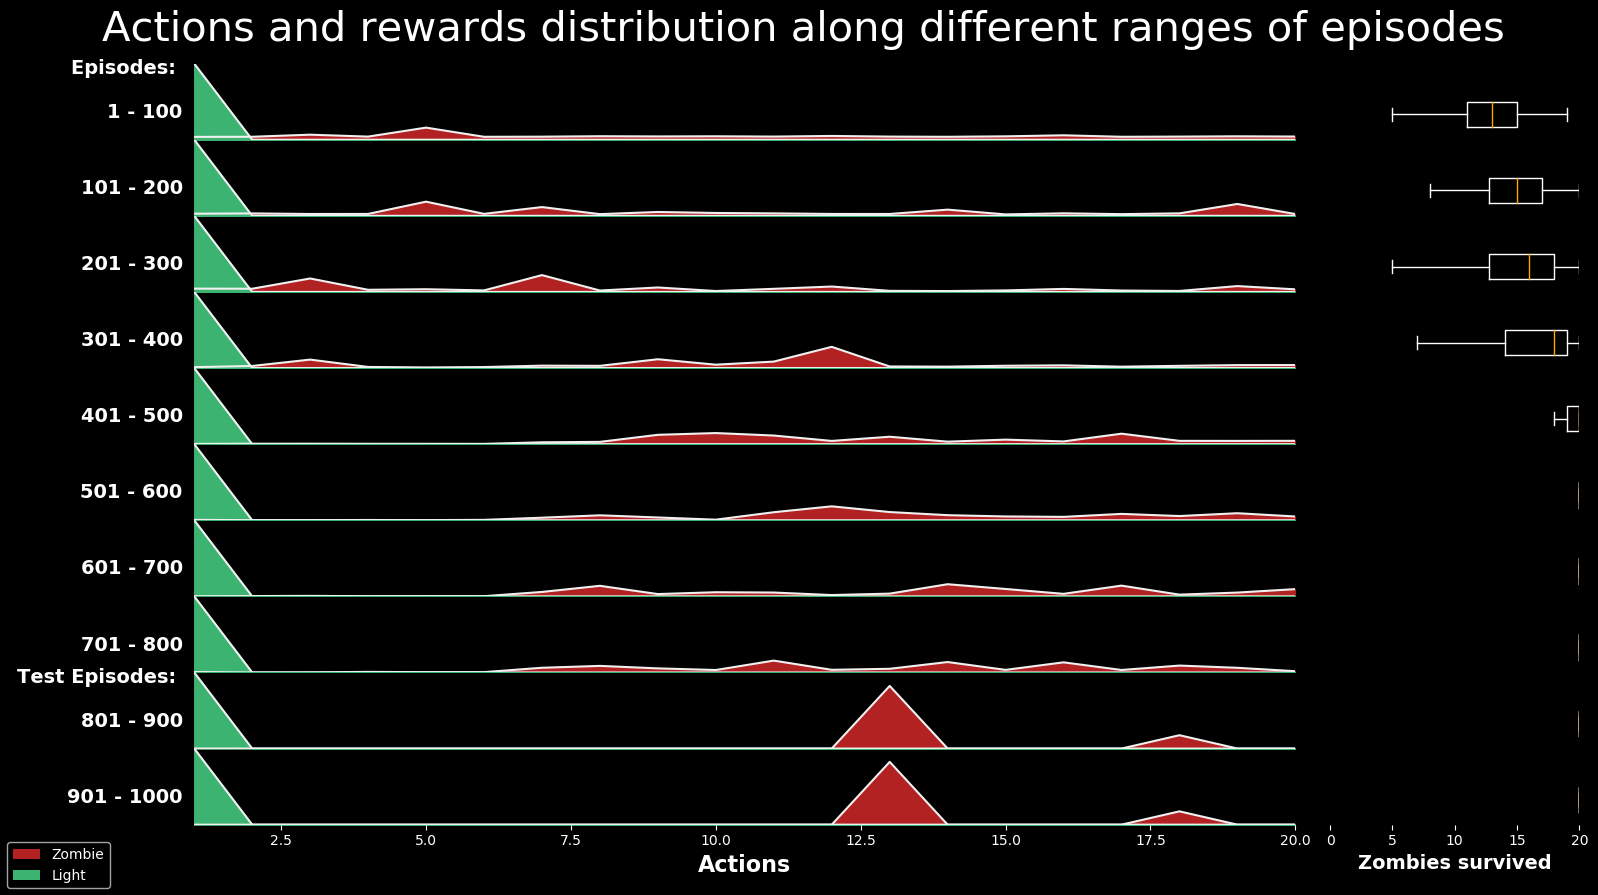 Actions and rewards distribution along different ranges of episodes
Episodes:
1 - 100
101 - 200
201 - 300
301 - 400
401 - 500
501 - 600
601 - 700
701 - 800
Test Episodes:
801 - 900
901 - 1000
2.5 5.0 7.5 10.0 12.5 15.0 17.5 20.0
0 5 10 15 20
Actions
Zombies survived
Zombie
Light